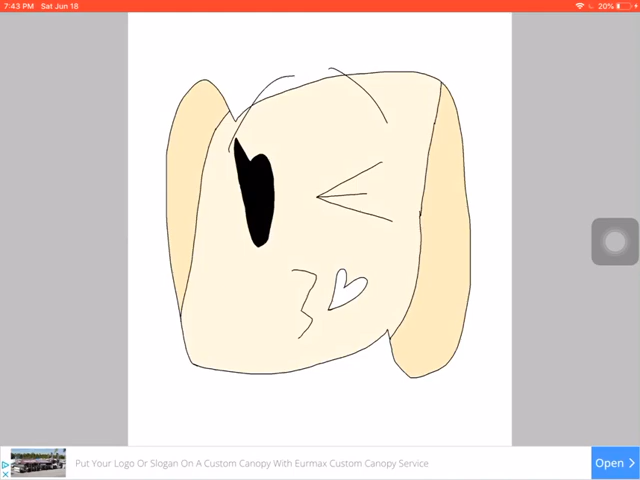 7:43 PM Sat Jun 18
20%
Put Your Logo Or Slogan On A Custom Canopy With Eurmax Custom Canopy Service
Open